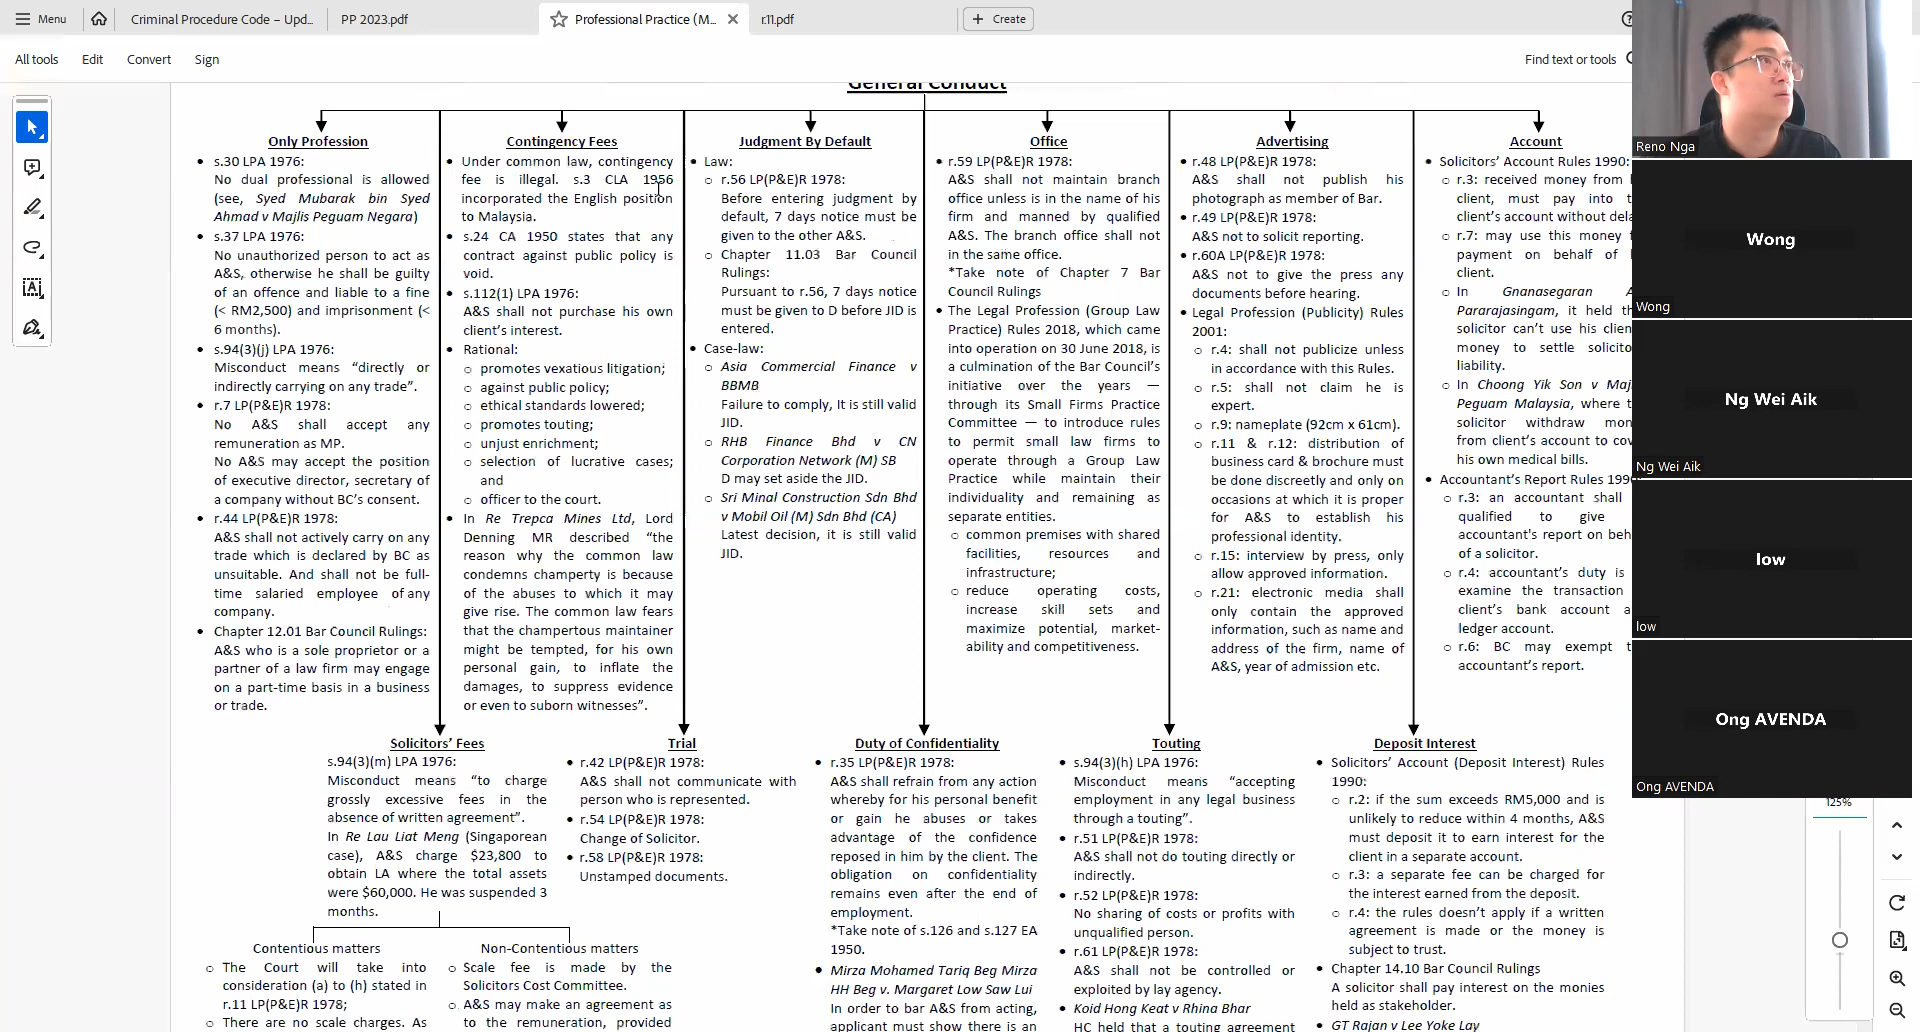 Menu
Criminal Procedure Code – Upd...
PP 2023.pdf
Professional Practice (M...
r.11.pdf
Create
All tools
Edit
Convert
Sign
Find text or tools
General Conduct
Only Profession
s.30 LPA 1976:
No dual professional is allowed
(see, Syed Mubarak bin Syed
Ahmad v Majlis Peguam Negara)
s.37 LPA 1976:
No unauthorized person to act as
A&S, otherwise he shall be guilty
of an offence and liable to a fine
(< RM2,500) and imprisonment (<
6 months).
s.94(3)(j) LPA 1976:
Misconduct means “directly or
indirectly carrying on any trade”.
r.7 LP(P&E)R 1978:
No A&S shall accept any
remuneration as MP.
No A&S may accept the position
of executive director, secretary of
a company without BC’s consent.
r.44 LP(P&E)R 1978:
A&S shall not actively carry on any
trade which is declared by BC as
unsuitable. And shall not be full-
time salaried employee of any
company.
Chapter 12.01 Bar Council Rulings:
A&S who is a sole proprietor or a
partner of a law firm may engage
on a part-time basis in a business
or trade.
Contingency Fees
Under common law, contingency
fee is illegal. s.3 CLA 1956
incorporated the English position
to Malaysia.
s.24 CA 1950 states that any
contract against public policy is
void.
s.112(1) LPA 1976:
A&S shall not purchase his own
client’s interest.
Rational:
promotes vexatious litigation;
against public policy;
ethical standards lowered;
promotes touting;
unjust enrichment;
selection of lucrative cases;
and
officer to the court.
In Re Trepca Mines Ltd, Lord
Denning MR described “the
reason why the common law
condemns champerty is because
of the abuses to which it may
give rise. The common law fears
that the champertous maintainer
might be tempted, for his own
personal gain, to inflate the
damages, to suppress evidence
or even to suborn witnesses”.
Judgment By Default
Law:
r.56 LP(P&E)R 1978:
Before entering judgment by
default, 7 days notice must be
given to the other A&S.
Chapter 11.03 Bar Council
Rulings:
Pursuant to r.56, 7 days notice
must be given to D before JID is
entered.
Case-law:
Asia Commercial Finance v
BBMB
Failure to comply, It is still valid
JID.
RHB Finance Bhd v CN
Corporation Network (M) SB
D may set aside the JID.
Sri Minal Construction Sdn Bhd
v Mobil Oil (M) Sdn Bhd (CA)
Latest decision, it is still valid
JID.
Office
r.59 LP(P&E)R 1978:
A&S shall not maintain branch
office unless is in the name of his
firm and manned by qualified
A&S. The branch office shall not
in the same office.
*Take note of Chapter 7 Bar
Council Rulings
The Legal Profession (Group Law
Practice) Rules 2018, which came
into operation on 30 June 2018, is
a culmination of the Bar Council’s
initiative over the years —
through its Small Firms Practice
Committee — to introduce rules
to permit small law firms to
operate through a Group Law
Practice while maintain their
individuality and remaining as
separate entities.
common premises with shared
facilities, resources and
infrastructure;
reduce operating costs,
increase skill sets and
maximize potential, market-
ability and competitiveness.
Advertising
r.48 LP(P&E)R 1978:
A&S shall not publish his
photograph as member of Bar.
r.49 LP(P&E)R 1978:
A&S not to solicit reporting.
r.60A LP(P&E)R 1978:
A&S not to give the press any
documents before hearing.
Legal Profession (Publicity) Rules
2001:
r.4: shall not publicize unless
in accordance with this Rules.
r.5: shall not claim he is
expert.
r.9: nameplate (92cm x 61cm).
r.11 & r.12: distribution of
business card & brochure must
be done discreetly and only on
occasions at which it is proper
for A&S to establish his
professional identity.
r.15: interview by press, only
allow approved information.
r.21: electronic media shall
only contain the approved
information, such as name and
address of the firm, name of
A&S, year of admission etc.
Account
Solicitors’ Account Rules 1990:
r.3: received money from
client, must pay into
client’s account without
r.7: may use this money
payment on behalf of
client.
In Gnanasegaran
Pararajasingam, it held
solicitor can’t use his
money to settle
liability.
In Choong Yik Son v
Peguam Malaysia, where
solicitor withdraw
from client’s account to
his own medical bills.
Accountant’s Report Rules
r.3: an accountant shall
qualified to give
accountant's report on
of a solicitor.
r.4: accountant’s duty is
examine the transaction
client’s bank account
ledger account.
r.6: BC may exempt
accountant’s report.
Solicitors’ Fees
s.94(3)(m) LPA 1976:
Misconduct means “to charge
grossly excessive fees in the
absence of written agreement”.
In Re Lau Liat Meng (Singaporean
case), A&S charge $23,800 to
obtain LA where the total assets
were $60,000. He was suspended 3
months.
Contentious matters
The Court will take into
consideration (a) to (h) stated in
r.11 LP(P&E)R 1978;
There are no scale charges. As
Non-Contentious matters
Scale fee is made by the
Solicitors Cost Committee.
A&S may make an agreement as
to the remuneration, provided
Trial
r.42 LP(P&E)R 1978:
A&S shall not communicate with
person who is represented.
r.54 LP(P&E)R 1978:
Change of Solicitor.
r.58 LP(P&E)R 1978:
Unstamped documents.
Duty of Confidentiality
r.35 LP(P&E)R 1978:
A&S shall refrain from any action
whereby for his personal benefit
or gain he abuses or takes
advantage of the confidence
reposed in him by the client. The
obligation on confidentiality
remains even after the end of
employment.
*Take note of s.126 and s.127 EA
1950.
Mirza Mohamed Tariq Beg Mirza
HH Beg v. Margaret Low Saw Lui
In order to bar A&S from acting,
applicant must show there is an
Touting
s.94(3)(h) LPA 1976:
Misconduct means “accepting
employment in any legal business
through a touting”.
r.51 LP(P&E)R 1978:
A&S shall not do touting directly or
indirectly.
r.52 LP(P&E)R 1978:
No sharing of costs or profits with
unqualified person.
r.61 LP(P&E)R 1978:
A&S shall not be controlled or
exploited by lay agency.
Koid Hong Keat v Rhina Bhar
HC held that a touting agreement
Deposit Interest
Solicitors’ Account (Deposit Interest) Rules
1990:
r.2: if the sum exceeds RM5,000 and is
unlikely to reduce within 4 months, A&S
must deposit it to earn interest for the
client in a separate account.
r.3: a separate fee can be charged for
the interest earned from the deposit.
r.4: the rules doesn’t apply if a written
agreement is made or the money is
subject to trust.
Chapter 14.10 Bar Council Rulings
A solicitor shall pay interest on the monies
held as stakeholder.
GT Rajan v Lee Yoke Lay
Reno Nga
Wong
Wong
Ng Wei Aik
Ng Wei Aik
low
low
Ong AVENDA
Ong AVENDA
125%